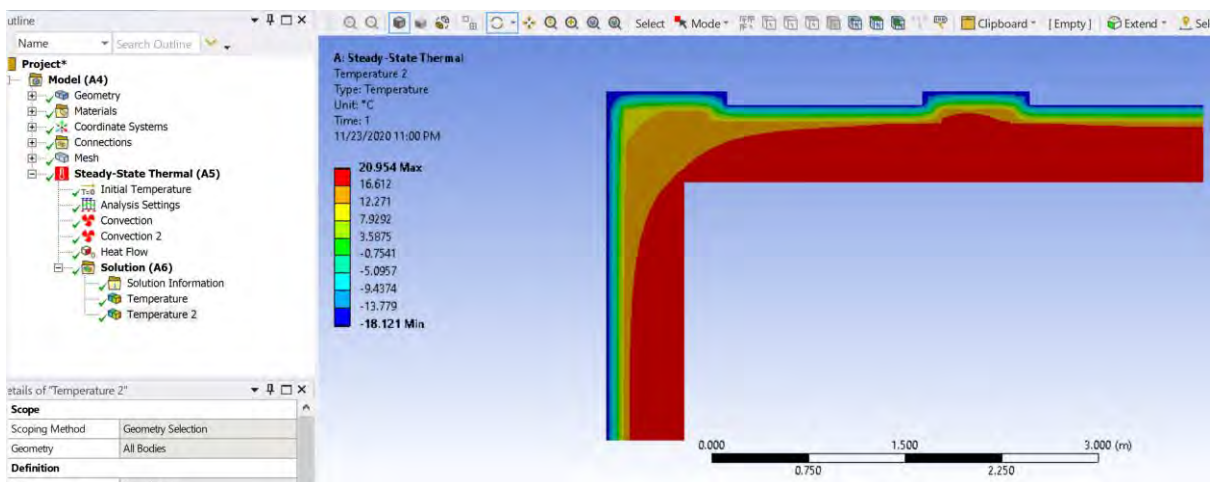 utline
Name
Search Outline
Project*
Model (A4)
Geometry
Materials
Coordinate Systems
Connections
Mesh
Steady-State Thermal (A5)
T=0 Initial Temperature
Analysis Settings
Convection
Convection 2
Heat Flow
Solution (A6)
Solution Information
Temperature
Temperature 2
etails of "Temperature 2"
Scope
Scoping Method Geometry Selection
Geometry All Bodies
Definition
Select Mode Clipboard [Empty] Extend Sel
A: Steady-State Thermal
Temperature 2
Type: Temperature
Unit: °C
Time: 1
11/23/2020 11:00 PM
20.954 Max
16.612
12.271
7.9292
3.5875
-0.7541
-5.0957
-9.4374
-13.779
-18.121 Min
0.000 1.500 3.000 (m)
0.750 2.250